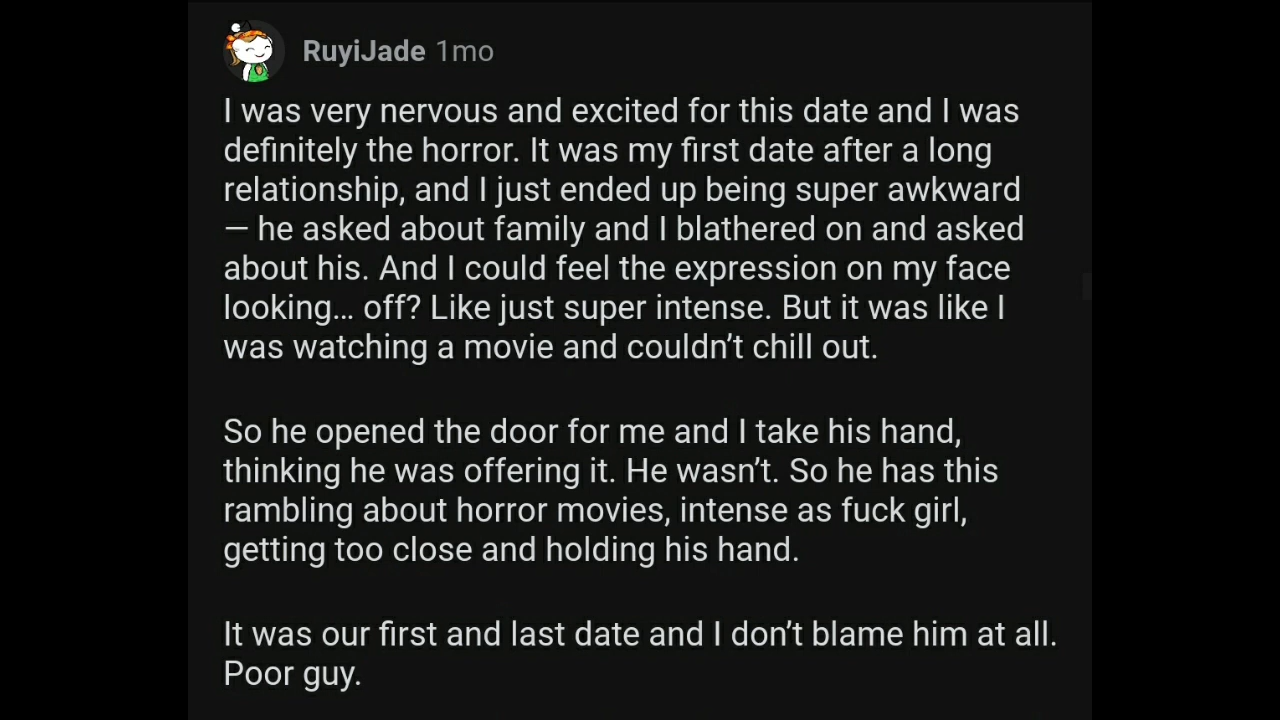 RuyiJade 1mo
I was very nervous and excited for this date and I was
definitely the horror. It was my first date after a long
relationship, and I just ended up being super awkward
— he asked about family and I blathered on and asked
about his. And I could feel the expression on my face
looking... off? Like just super intense. But it was like I
was watching a movie and couldn’t chill out.
So he opened the door for me and I take his hand,
thinking he was offering it. He wasn’t. So he has this
rambling about horror movies, intense as fuck girl,
getting too close and holding his hand.
It was our first and last date and I don’t blame him at all.
Poor guy.